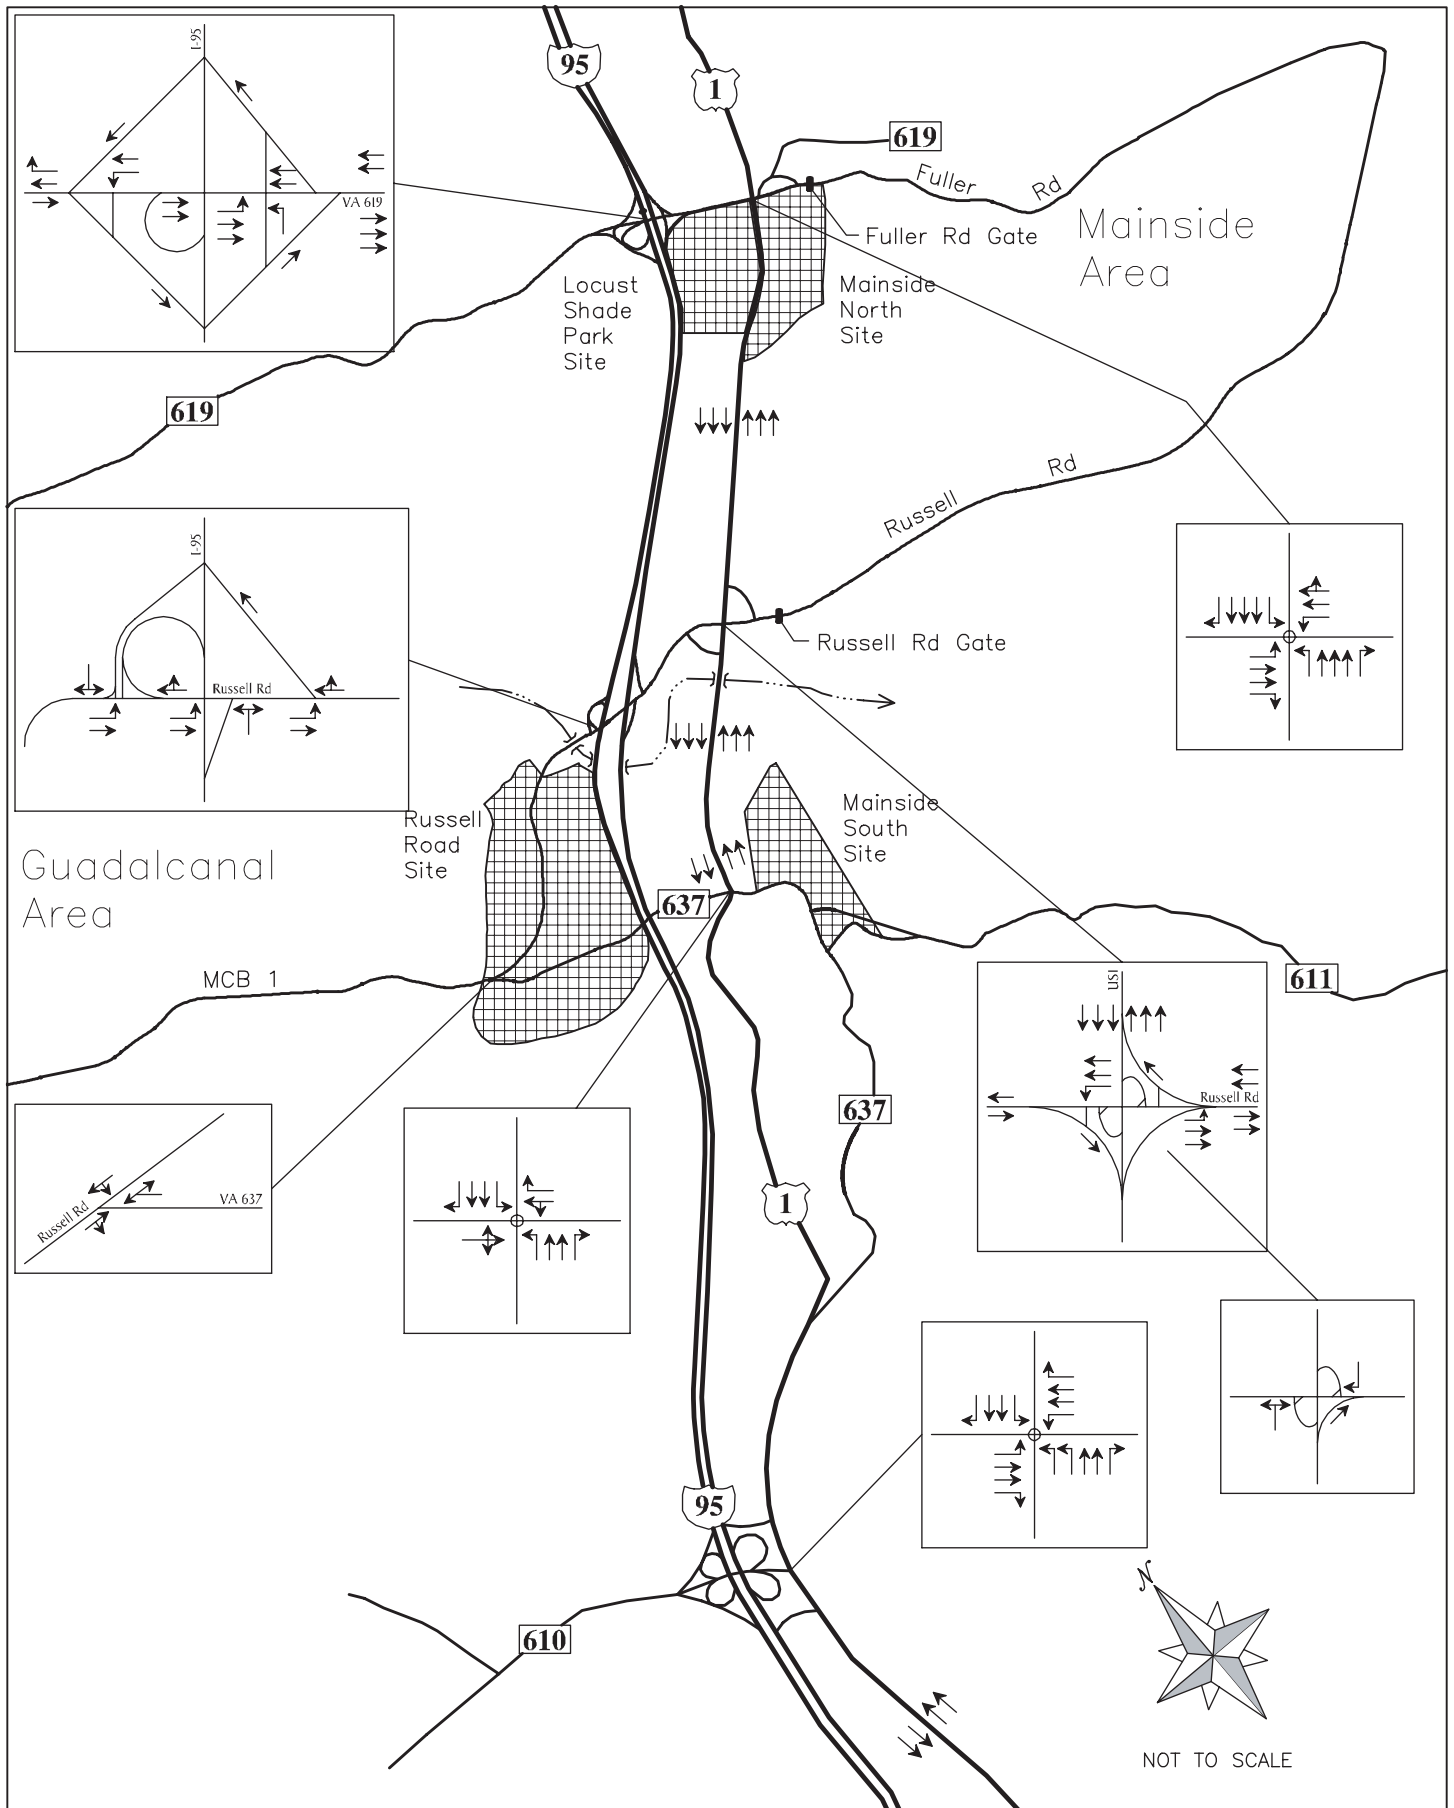 I-95
95
1
619
Fuller
Rd
Mainside
Area
VA 619
Fuller Rd Gate
Locust
Shade
Park
Site
Mainside
North
Site
619
Rd
Russell
I-95
Russell Rd
Russell Rd Gate
Russell
Road
Site
Mainside
South
Site
Guadalcanal
Area
637
MCB 1
611
US1
Russell Rd
637
VA 637
Russell Rd
1
95
610
N
NOT TO SCALE